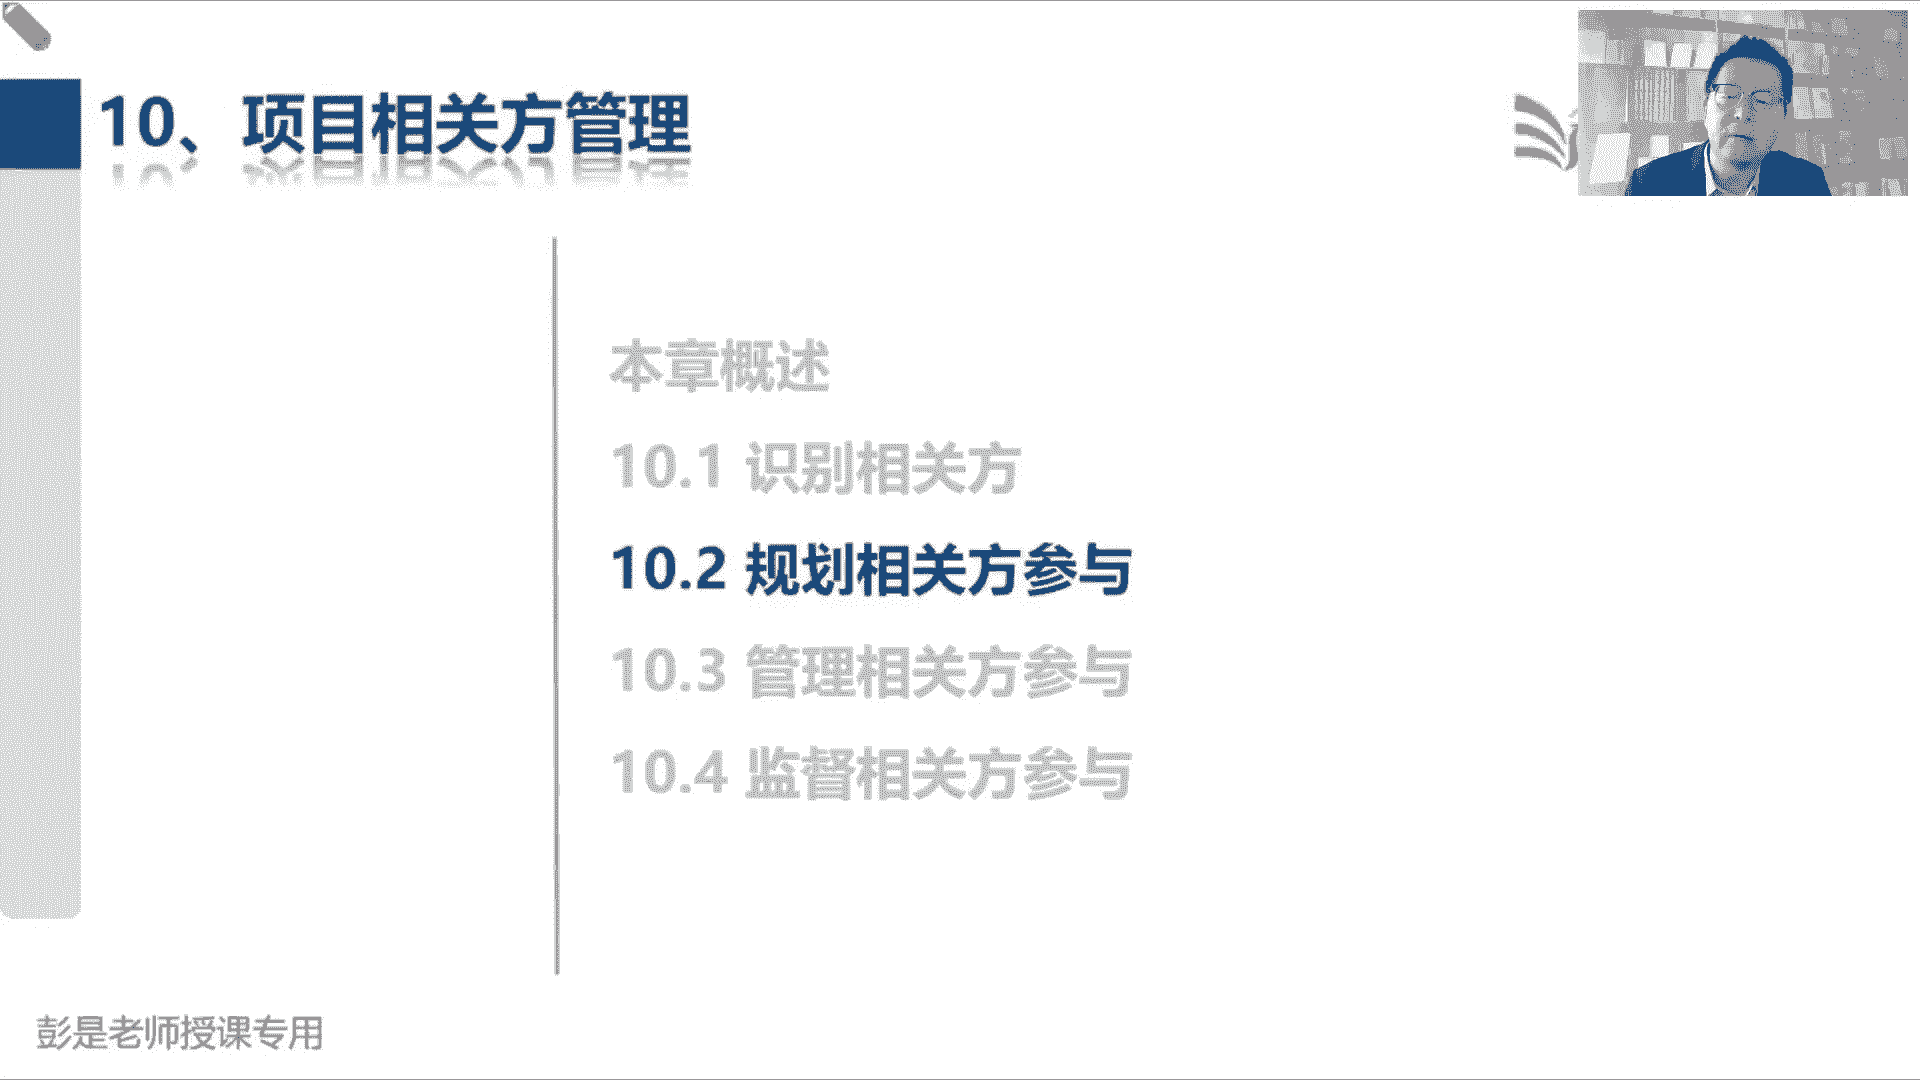 10、项目相关方管理
本章概述
10.1 识别相关方
10.2 规划相关方参与
10.3 管理相关方参与
10.4 监督相关方参与
彭是老师授课专用